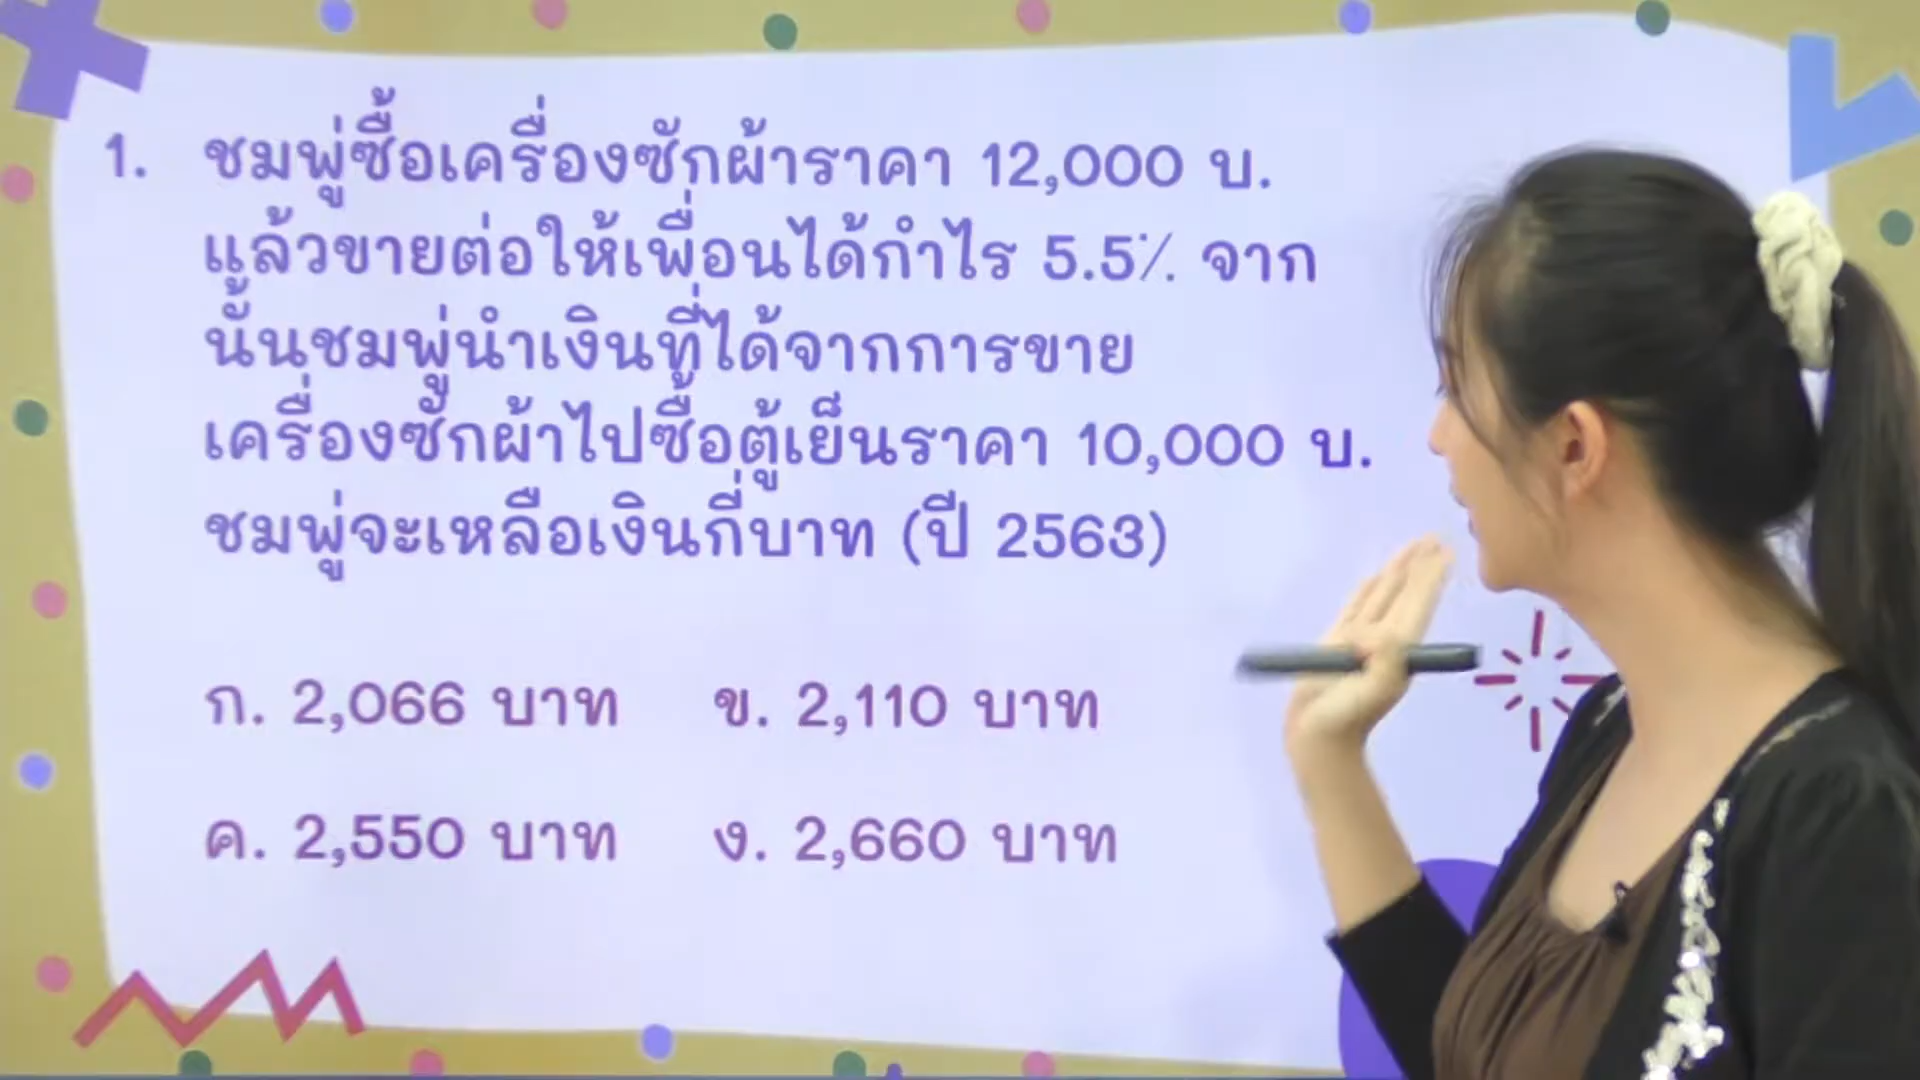 1. ชมพู่ซื้อเครื่องซักผ้าราคา 12,000 บ.
แล้วขายต่อให้เพื่อนได้กำไร 5.5% จาก
นั้นชมพู่นำเงินที่ได้จากการขาย
เครื่องซักผ้าไปซื้อตู้เย็นราคา 10,000 บ.
ชมพู่จะเหลือเงินกี่บาท (ปี 2563)
ก. 2,066 บาท ข. 2,110 บาท
ค. 2,550 บาท ง. 2,660 บาท